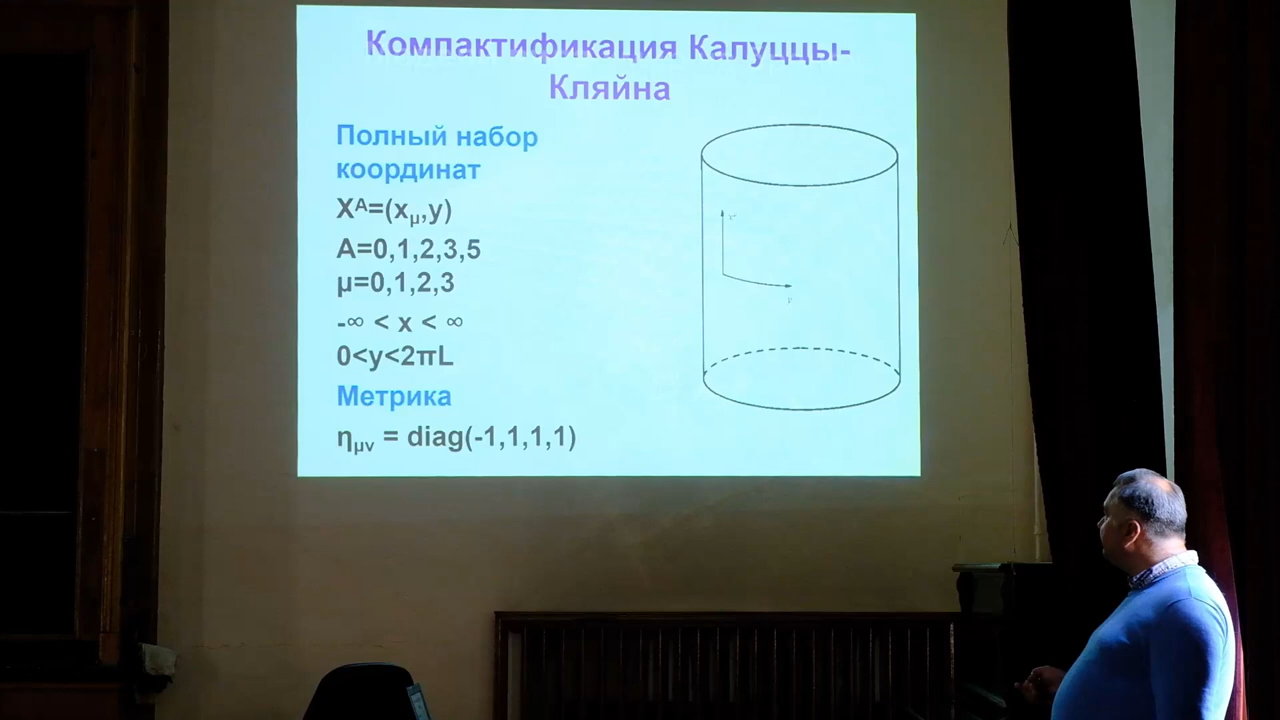 Компактификация Калуццы-
Кляйна
Полный набор
координат
Xᴬ=(xμ,y)
A=0,1,2,3,5
μ=0,1,2,3
-∞ < x < ∞
0<y<2πL
Метрика
ημν = diag(-1,1,1,1)